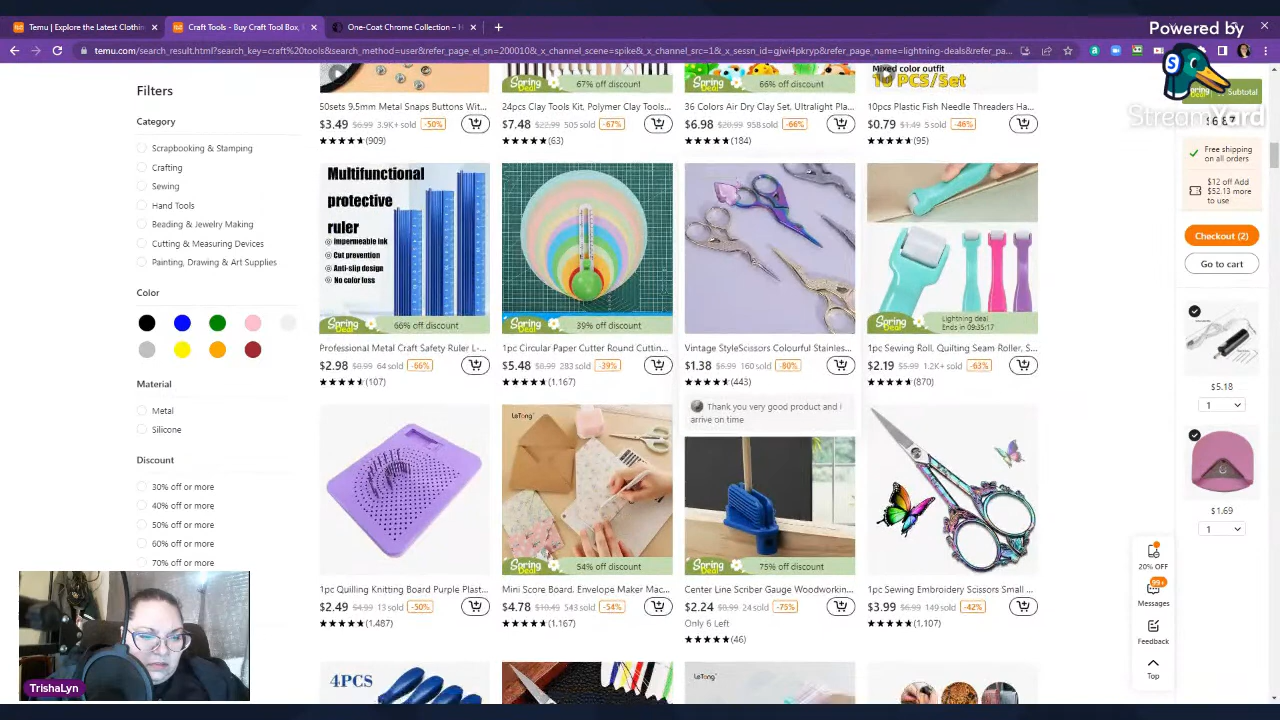 Temu | Explore the Latest Clothin
Craft Tools - Buy Craft Tool Box,
One-Coat Chrome Collection –
Powered by
StreamYard
temu.com/search_result.html?search_key=craft%20tools&search_method=user&refer_page_el_sn=200010&_x_channel_scene=spike&_x_channel_src=1&_x_sessn_id=gjwi4pkryp&refer_page_name=lightning-deals&refer_pa...
Filters
Category
Scrapbooking & Stamping
Crafting
Sewing
Hand Tools
Beading & Jewelry Making
Cutting & Measuring Devices
Painting, Drawing & Art Supplies
Color
Material
Metal
Silicone
Discount
30% off or more
40% off or more
50% off or more
60% off or more
70% off or more
TrishaLyn
50sets 9.5mm Metal Snaps Buttons Wit...
$3.49 $6.99 3.9K+ sold -50%
(909)
Spring Deal 67% off discount
Clay Tools Kit, Polymer Clay Tools...
$7.48 $22.99 505 sold -67%
(63)
Spring Deal 66% off discount
36 Colors Air Dry Clay Set, Ultralight Pla...
$6.98 $20.99 958 sold -66%
(184)
Mixed color outfit
10 PCS/Set
10pcs Plastic Fish Needle Threaders Ha...
$0.79 $1.49 5 sold -46%
(95)
Multifunctional
protective
ruler
Impermeable ink
Cut prevention
Anti-slip design
No color loss
Spring Deal 66% off discount
Professional Metal Craft Safety Ruler L-...
$2.98 $8.99 64 sold -66%
(107)
Spring Deal 39% off discount
1pc Circular Paper Cutter Round Cuttin...
$5.48 $8.99 283 sold -39%
(1,167)
Vintage StyleScissors Colourful Stainles...
$1.38 $6.99 160 sold -80%
(443)
Thank you very good product and I
arrive on time
Spring Deal Lightning deal
Ends in 09:35:17
1pc Sewing Roll, Quilting Seam Roller, S...
$2.19 $5.99 1.2K+ sold -63%
(870)
1pc Quilling Knitting Board Purple Plast...
$2.49 $4.99 13 sold -50%
(1,487)
LeTong
Spring Deal 54% off discount
Mini Score Board, Envelope Maker Mac...
$4.78 $10.49 543 sold -54%
(1,167)
Spring Deal 75% off discount
Center Line Scriber Gauge Woodworkin...
$2.24 $8.99 24 sold -75%
Only 6 Left
(46)
1pc Sewing Embroidery Scissors Small ...
$3.99 $6.99 149 sold -42%
(1,107)
4PCS
LeTong
Subtotal
Free shipping
on all orders
$12 off Add
$52.13 more
to use
Checkout (2)
Go to cart
$5.18
1
$1.69
1
20% OFF
99+
Messages
Feedback
Top